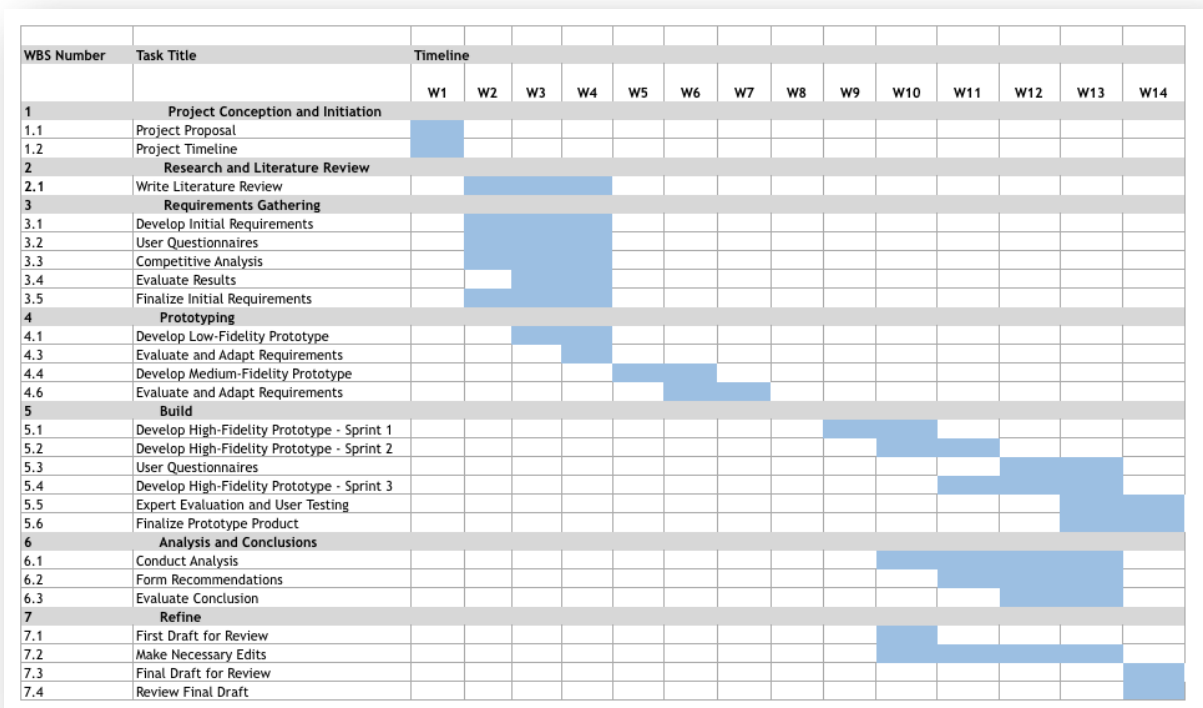 WBS Number Task Title Timeline
W1 W2 W3 W4 W5 W6 W7 W8 W9 W10 W11 W12 W13 W14
1 Project Conception and Initiation
1.1 Project Proposal
1.2 Project Timeline
2 Research and Literature Review
2.1 Write Literature Review
3 Requirements Gathering
3.1 Develop Initial Requirements
3.2 User Questionnaires
3.3 Competitive Analysis
3.4 Evaluate Results
3.5 Finalize Initial Requirements
4 Prototyping
4.1 Develop Low-Fidelity Prototype
4.3 Evaluate and Adapt Requirements
4.4 Develop Medium-Fidelity Prototype
4.6 Evaluate and Adapt Requirements
5 Build
5.1 Develop High-Fidelity Prototype - Sprint 1
5.2 Develop High-Fidelity Prototype - Sprint 2
5.3 User Questionnaires
5.4 Develop High-Fidelity Prototype - Sprint 3
5.5 Expert Evaluation and User Testing
5.6 Finalize Prototype Product
6 Analysis and Conclusions
6.1 Conduct Analysis
6.2 Form Recommendations
6.3 Evaluate Conclusion
7 Refine
7.1 First Draft for Review
7.2 Make Necessary Edits
7.3 Final Draft for Review
7.4 Review Final Draft